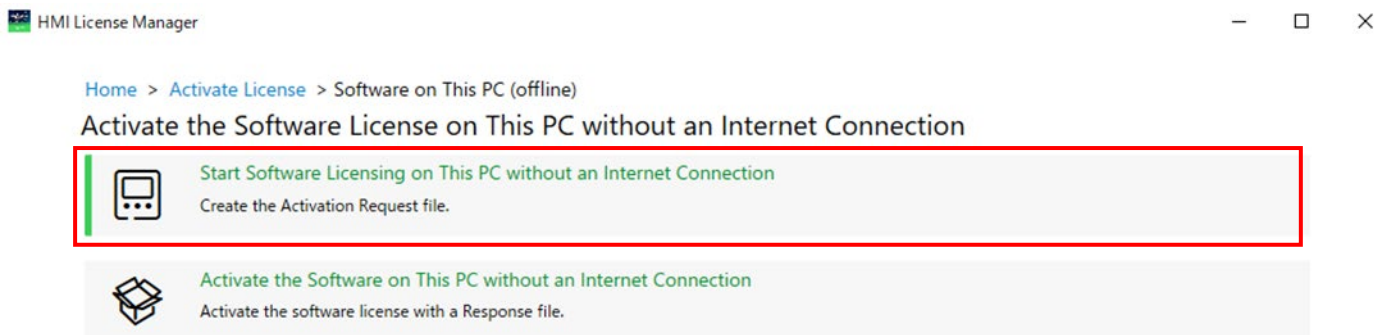 HMI License Manager
Home > Activate License > Software on This PC (offline)
Activate the Software License on This PC without an Internet Connection
Start Software Licensing on This PC without an Internet Connection
Create the Activation Request file.
Activate the Software on This PC without an Internet Connection
Activate the software license with a Response file.